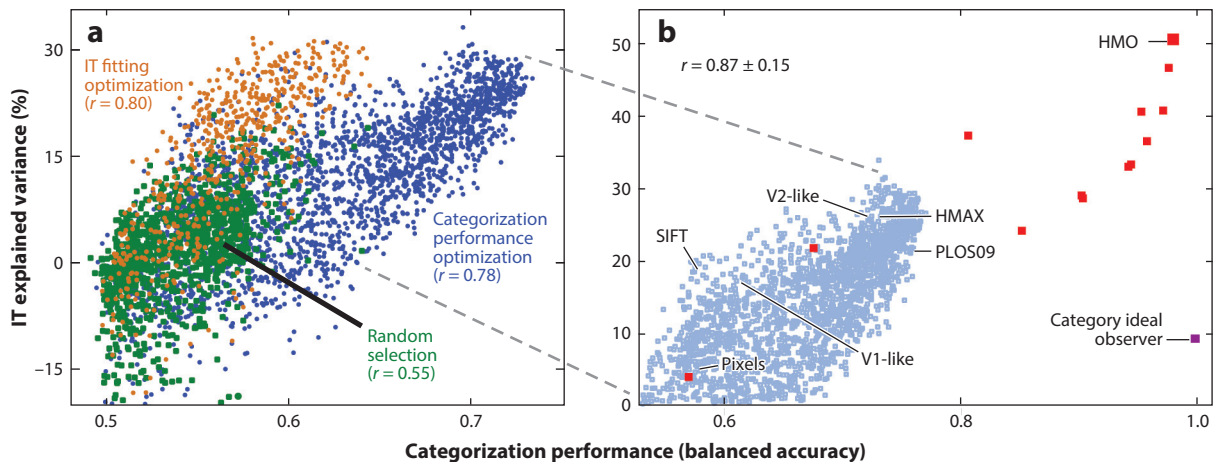 a
IT fitting
optimization
(r = 0.80)
Categorization
performance
optimization
(r = 0.78)
Random
selection
(r = 0.55)
IT explained variance (%)
30
15
0
−15
0.5
0.6
0.7
b
r = 0.87 ± 0.15
HMO
V2-like
HMAX
SIFT
PLOS09
Category ideal
observer
V1-like
Pixels
50
40
30
20
10
0
0.6
0.8
1.0
Categorization performance (balanced accuracy)